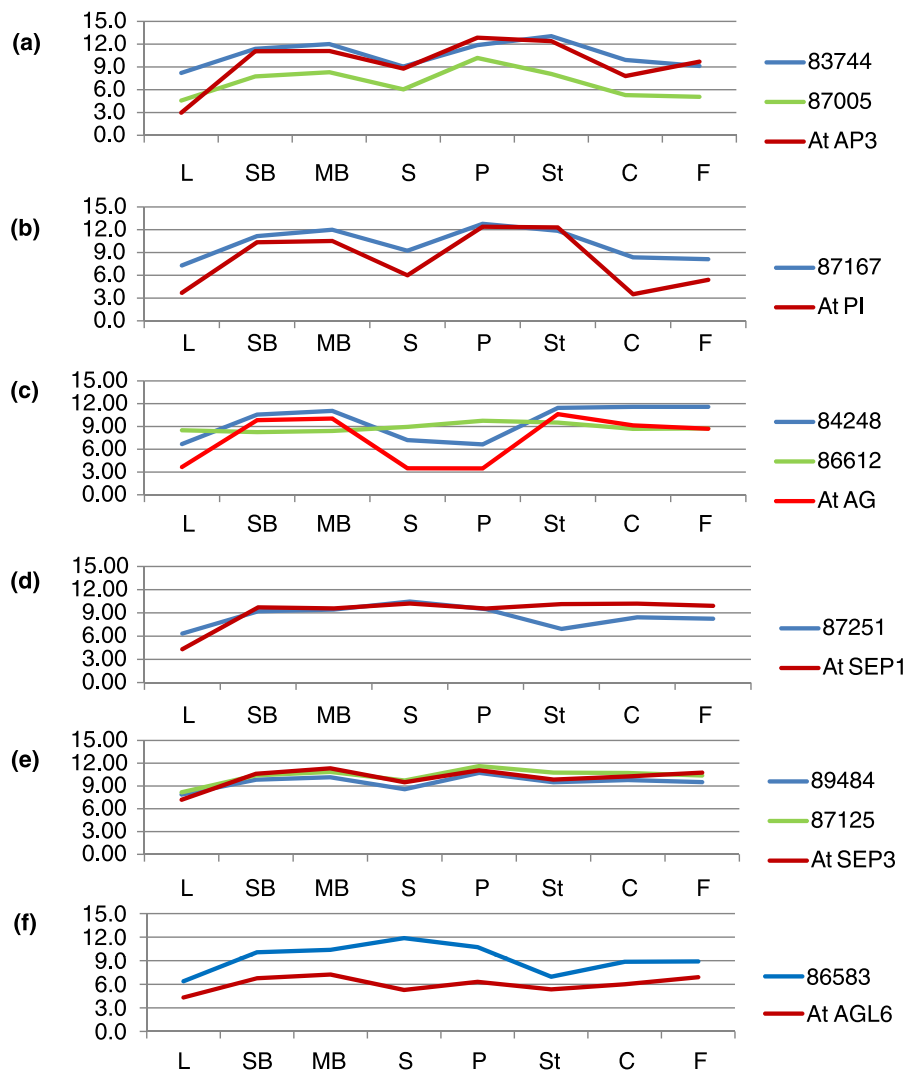 (a)
15.0
12.0
9.0
6.0
3.0
0.0
L SB MB S P St C F
83744
87005
At AP3
(b)
15.0
12.0
9.0
6.0
3.0
0.0
L SB MB S P St C F
87167
At PI
(c)
15.00
12.00
9.00
6.00
3.00
0.00
L SB MB S P St C F
84248
86612
At AG
(d)
15.00
12.00
9.00
6.00
3.00
0.00
L SB MB S P St C F
87251
At SEP1
(e)
15.00
12.00
9.00
6.00
3.00
0.00
L SB MB S P St C F
89484
87125
At SEP3
(f)
15.0
12.0
9.0
6.0
3.0
0.0
L SB MB S P St C F
86583
At AGL6